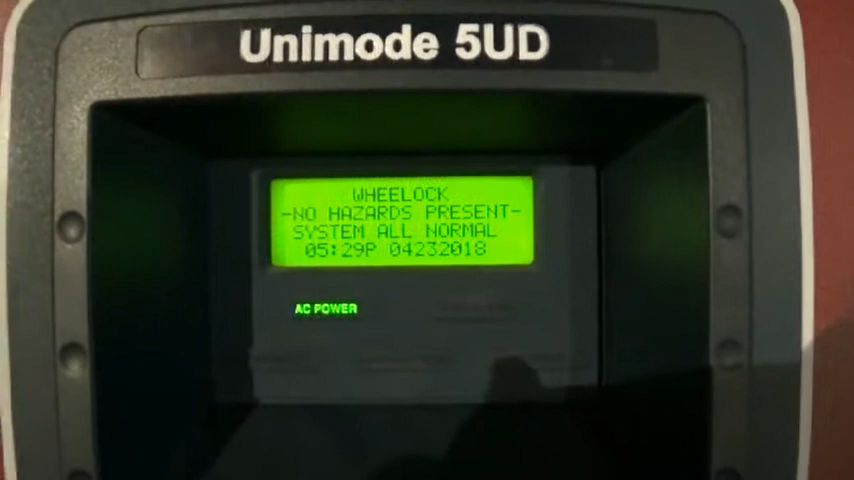 Unimode 5UD
WHEELOCK
-NO HAZARDS PRESENT-
SYSTEM ALL NORMAL
05:29P 04232018
AC POWER